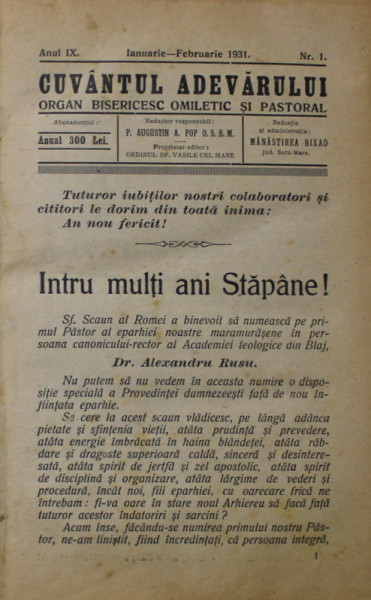 Anul IX. Ianuarie—Februarie 1931. Nr. 1.
CUVÂNTUL ADEVĂRULUI
ORGAN BISERICESC OMILETIC ȘI PASTORAL
Abonamentul:
Anual 300 Lei.
Redactor responsabil:
P. AUGUSTIN A. POP O. S. B. M.
Proprietar-editor:
ORDINUL SF. VASILE CEL MARE
Redacția
și administrația:
MĂNĂSTIREA BIXAD
jud. Satu-Mare.
Tuturor iubiților noștri colaboratori și
cititori le dorim din toată inima:
An nou fericit!
Intru mulți ani Stăpâne!
Sf. Scaun al Romei a binevoit să numească pe pri-
mul Păstor al eparhiei noastre maramurășene în per-
soana canonicului-rector al Academiei teologice din Blaj,
Dr. Alexandru Rusu.
Nu putem să nu vedem în aceasta numire o dispo-
siție specială a Providenței dumnezeești față de nou în-
ființata eparhie.
Se cere la acest scaun vlădicesc, pe lângă adânca
pietate și sfințenia vieții, atâta prudință și prevedere,
atâta energie îmbrăcată în haina blândeței, atâta răb-
dare și dragoste superioară caldă, sinceră și desintere-
sată, atâta spirit de jertfă și zel apostolic, atâta spirit
de disciplină și organizare, atâta lărgime de vederi și
procedură, încât noi, fiii eparhiei, cu oarecare frică ne
întrebam: fi-va oare în stare noul Arhiereu să facă față
tuturor acestor îndatoriri și sarcini?
Acum înse, făcându-se numirea primului nostru Păs-
tor, ne-am liniștit, fiind încredințați, că persoana integră,
1